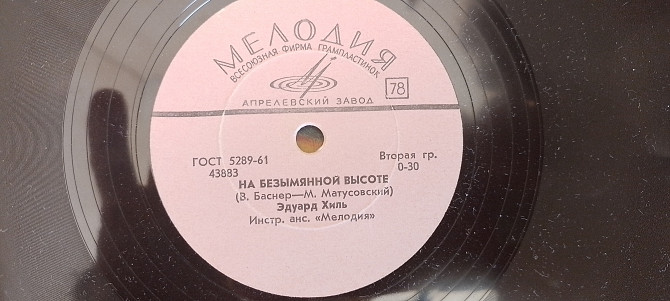 МЕЛОДИЯ
ВСЕСОЮЗНАЯ ФИРМА ГРАМПЛАСТИНОК
АПРЕЛЕВСКИЙ ЗАВОД
78
ГОСТ 5289-61
Вторая гр.
43883
0-30
НА БЕЗЫМЯННОЙ ВЫСОТЕ
(В. Баснер—М. Матусовский)
Эдуард Хиль
Инстр. анс. «Мелодия»